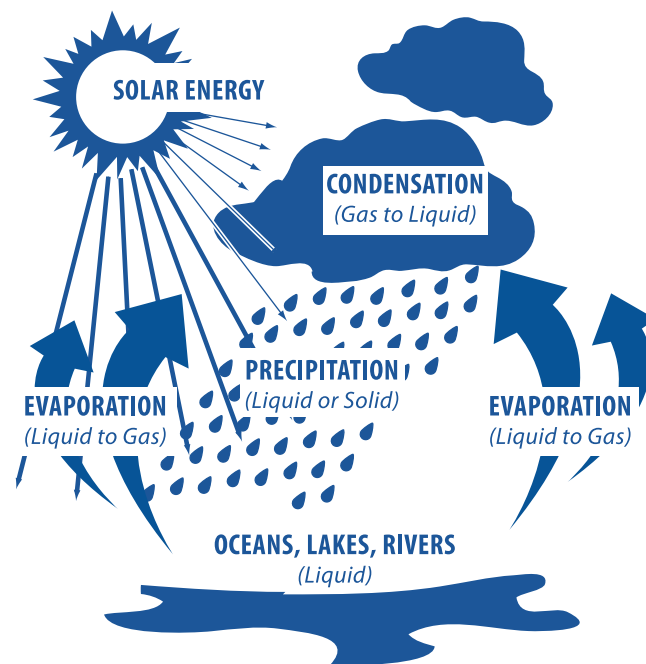 SOLAR ENERGY
CONDENSATION
(Gas to Liquid)
PRECIPITATION
(Liquid or Solid)
EVAPORATION
(Liquid to Gas)
EVAPORATION
(Liquid to Gas)
OCEANS, LAKES, RIVERS
(Liquid)